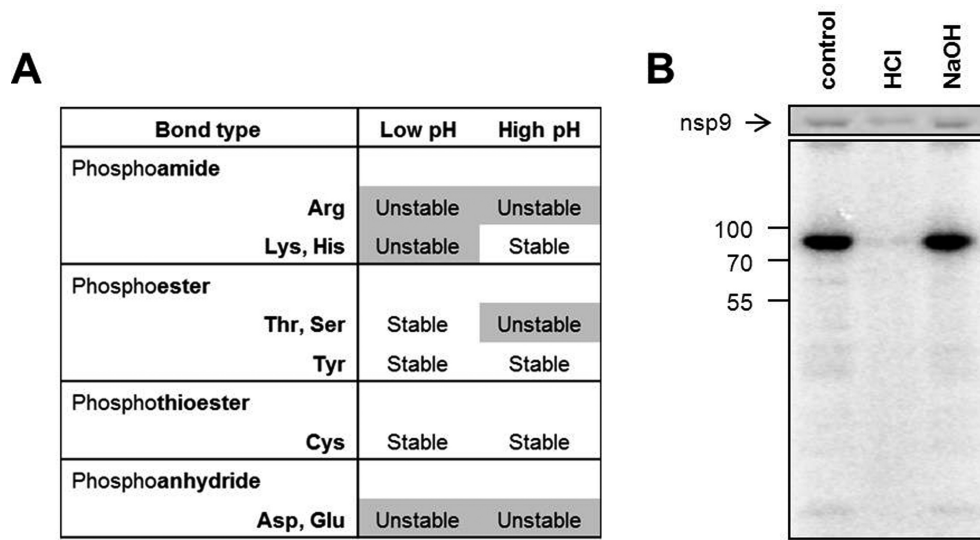 A
Bond type Low pH High pH
Phosphoamide
Arg Unstable Unstable
Lys, His Unstable Stable
Phosphoester
Thr, Ser Stable Unstable
Tyr Stable Stable
Phosphothioester
Cys Stable Stable
Phosphoanhydride
Asp, Glu Unstable Unstable
B
control HCl NaOH
nsp9 →
100
70
55